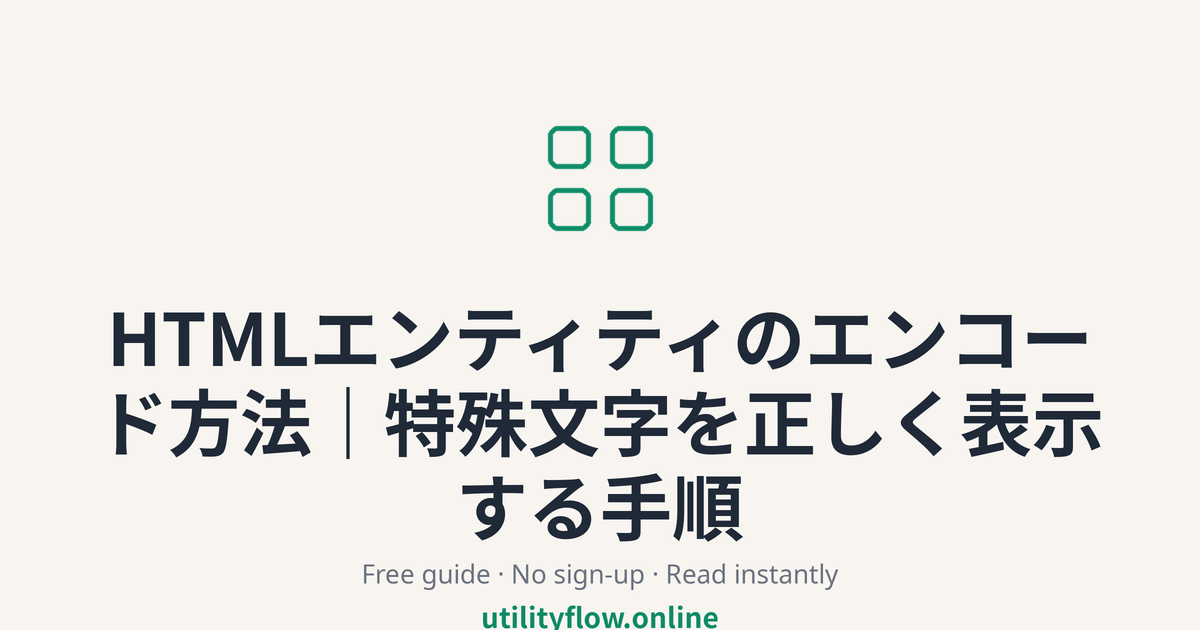 HTMLエンティティのエンコー
ド方法｜特殊文字を正しく表示
する手順
Free guide · No sign-up · Read instantly
utilityflow.online